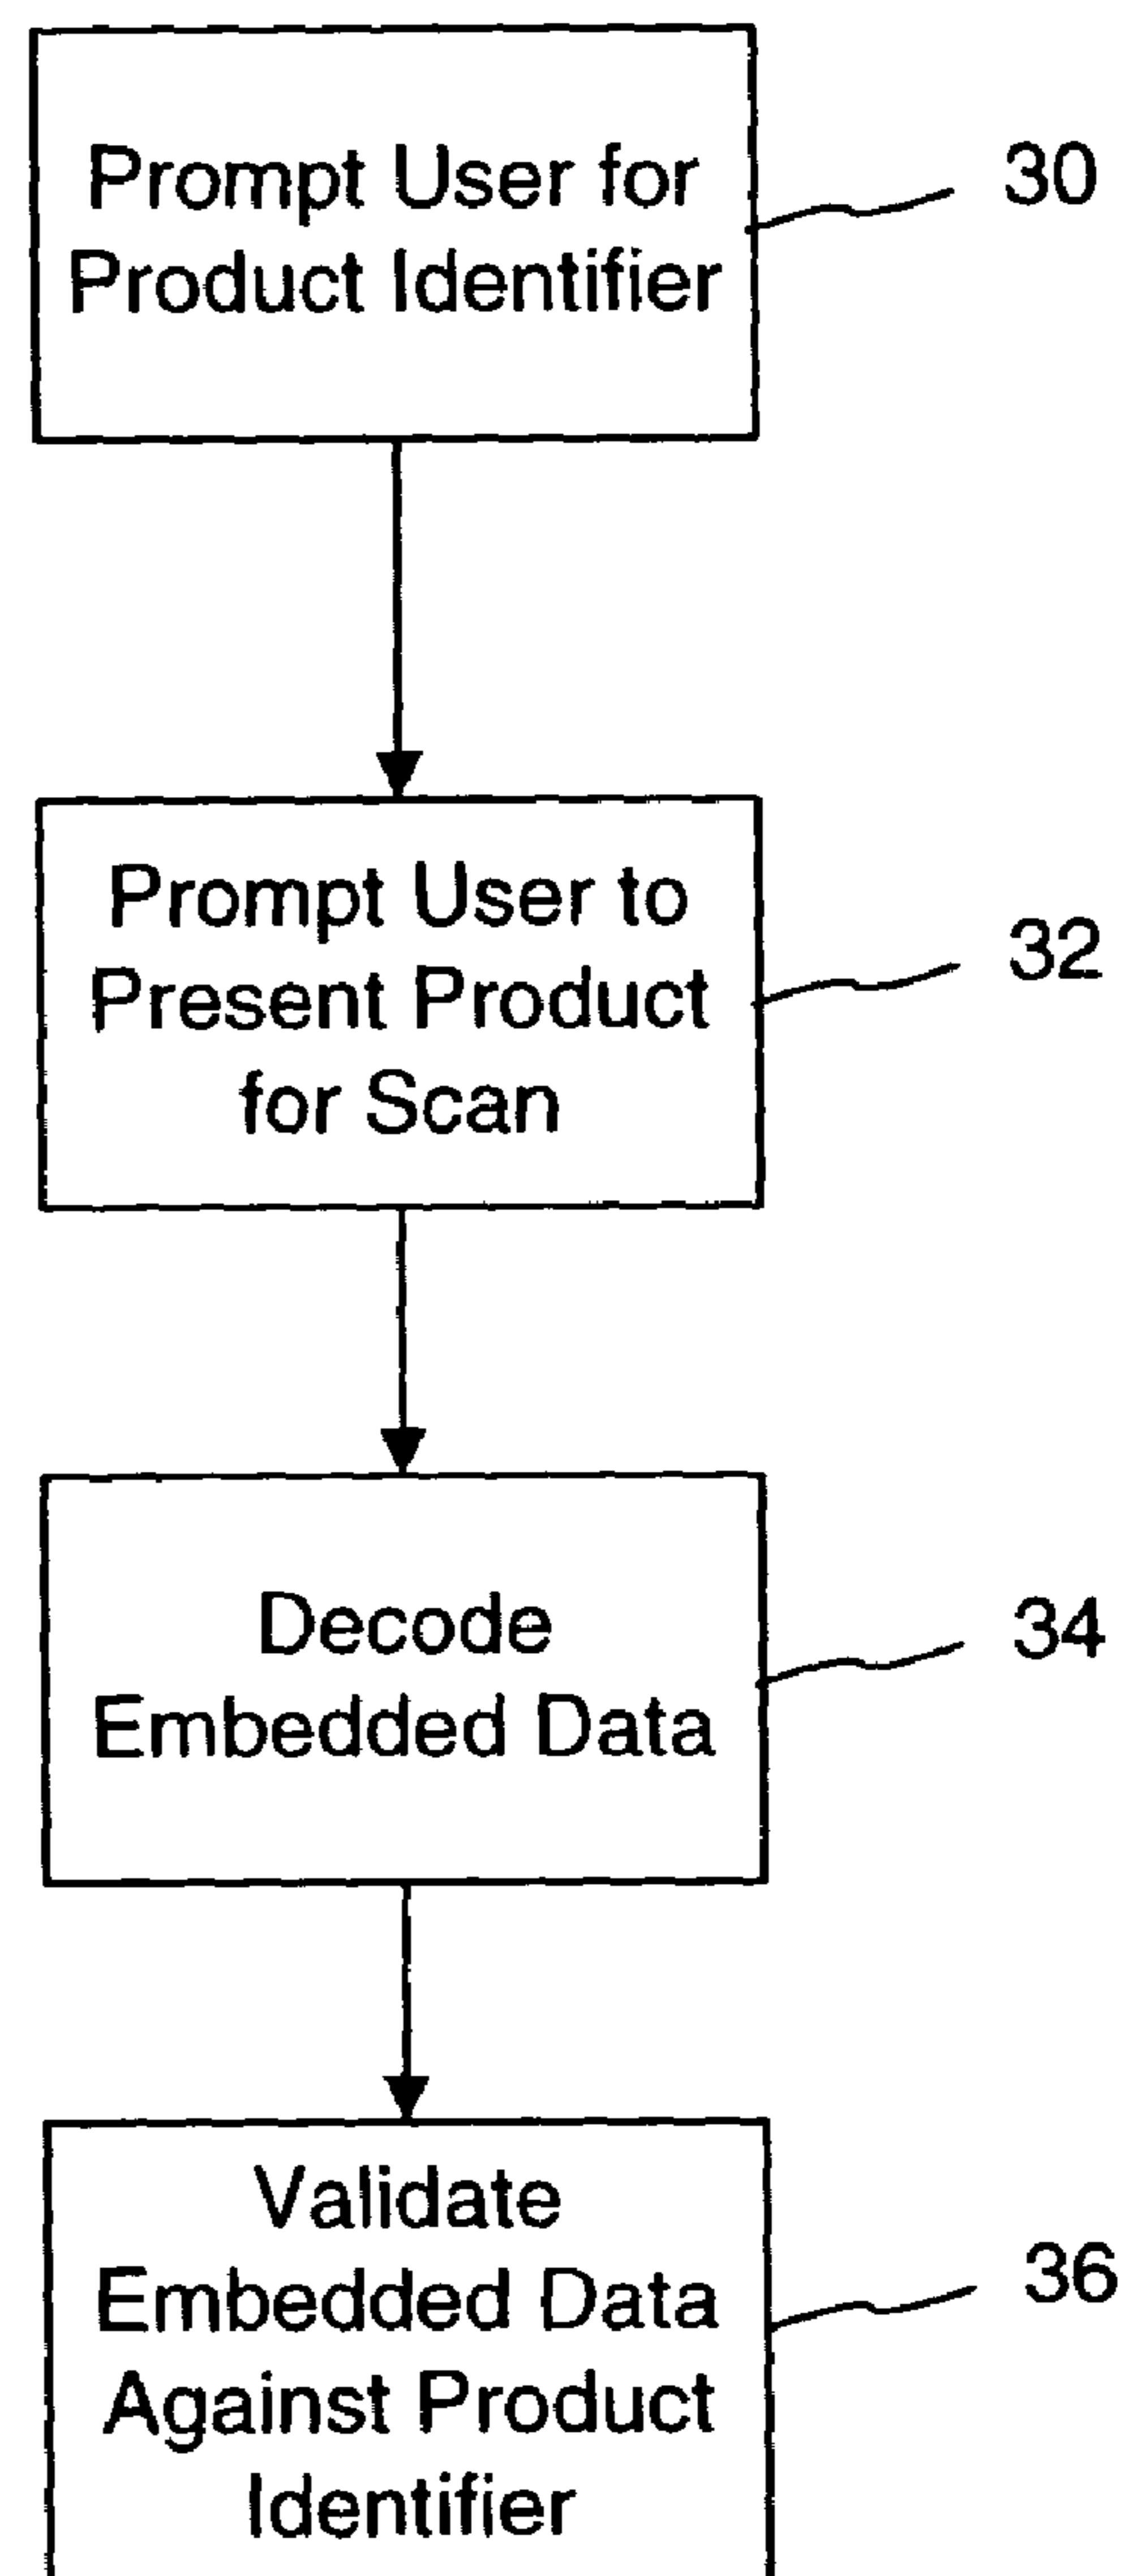 Prompt User for
Product Identifier
30
Prompt User to
Present Product
for Scan
32
Decode
Embedded Data
34
Validate
Embedded Data
Against Product
Identifier
36